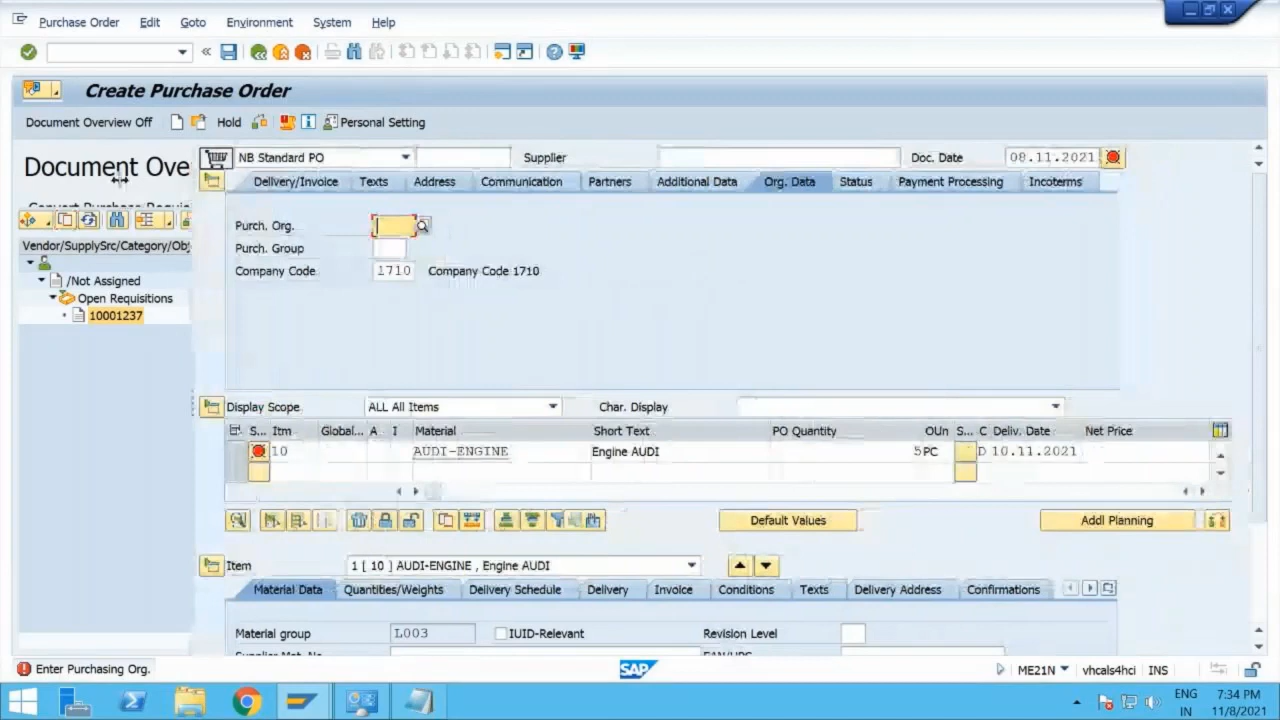 Purchase Order Edit Goto Environment System Help
Create Purchase Order
Document Overview Off Hold Personal Setting
Document Ove
NB Standard PO Supplier Doc. Date 08.11.2021
Delivery/Invoice Texts Address Communication Partners Additional Data Org. Data Status Payment Processing Incoterms
Purch. Org.
Purch. Group
Company Code 1710 Company Code 1710
Vendor/SupplySrc/Category/Obj
/Not Assigned
Open Requisitions
10001237
Display Scope ALL All Items Char. Display
S... Itm Global... A I Material Short Text PO Quantity OUn S... C Deliv. Date Net Price
10 AUDI-ENGINE Engine AUDI 5 PC D 10.11.2021
Default Values Addl Planning
Item 1 [ 10 ] AUDI-ENGINE , Engine AUDI
Material Data Quantities/Weights Delivery Schedule Delivery Invoice Conditions Texts Delivery Address Confirmations
Material group L003 IUID-Relevant Revision Level
Enter Purchasing Org. SAP ME21N vhcals4hci INS
ENG 7:34 PM
IN 11/8/2021